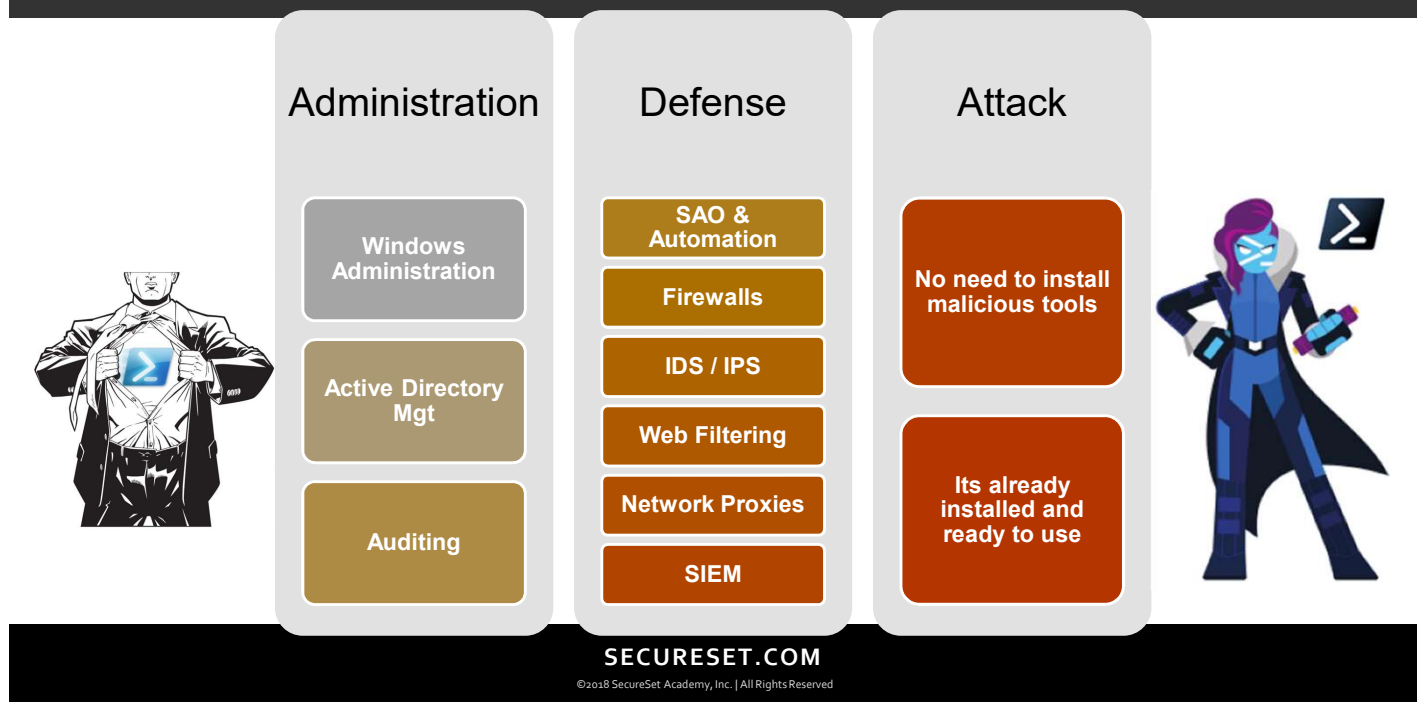 Administration
Windows
Administration
Active Directory
Mgt
Auditing
Defense
SAO &
Automation
Firewalls
IDS / IPS
Web Filtering
Network Proxies
SIEM
Attack
No need to install
malicious tools
Its already
installed and
ready to use
SECURESET.COM
©2018 SecureSet Academy, Inc. | All Rights Reserved